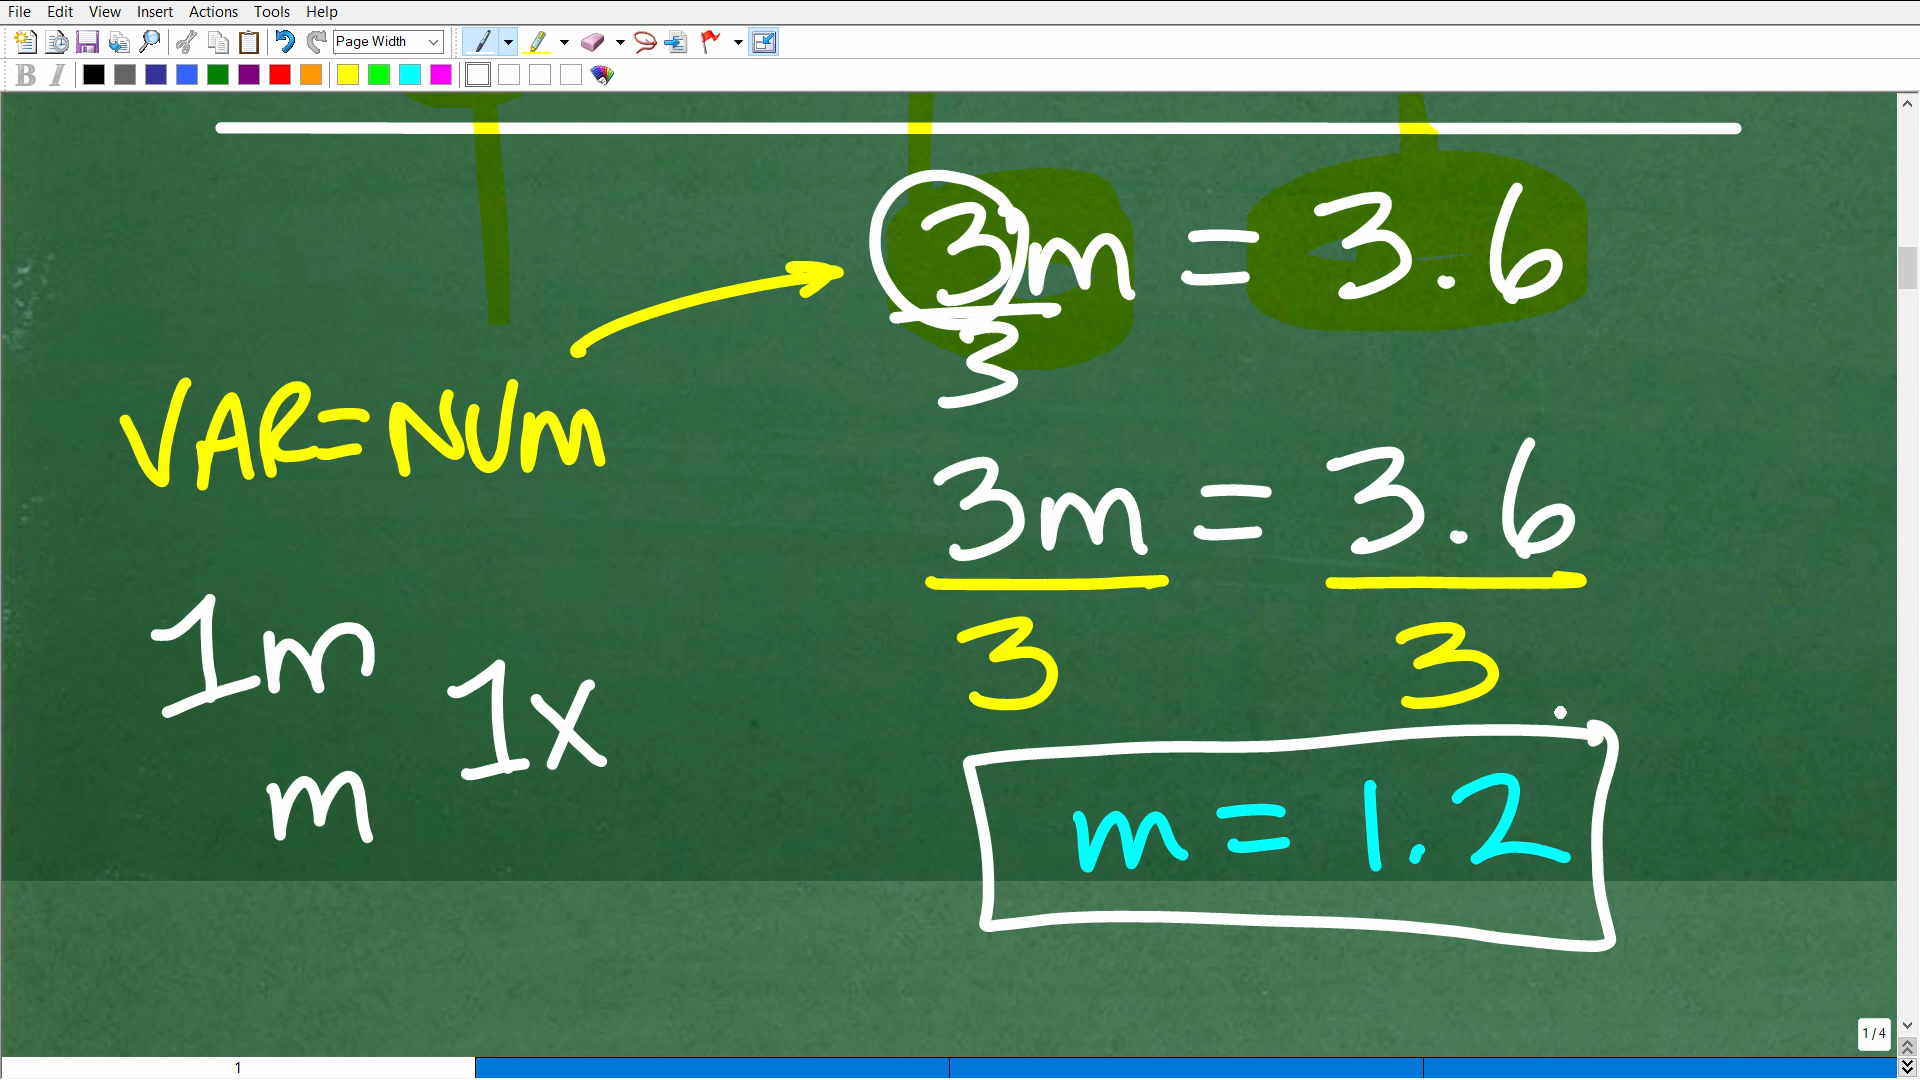 File Edit View Insert Actions Tools Help
Page Width
B I
3m = 3.6
3
VAR=NUM
3m = 3.6
3 3
1m
1x
m
m = 1.2
1/4
1